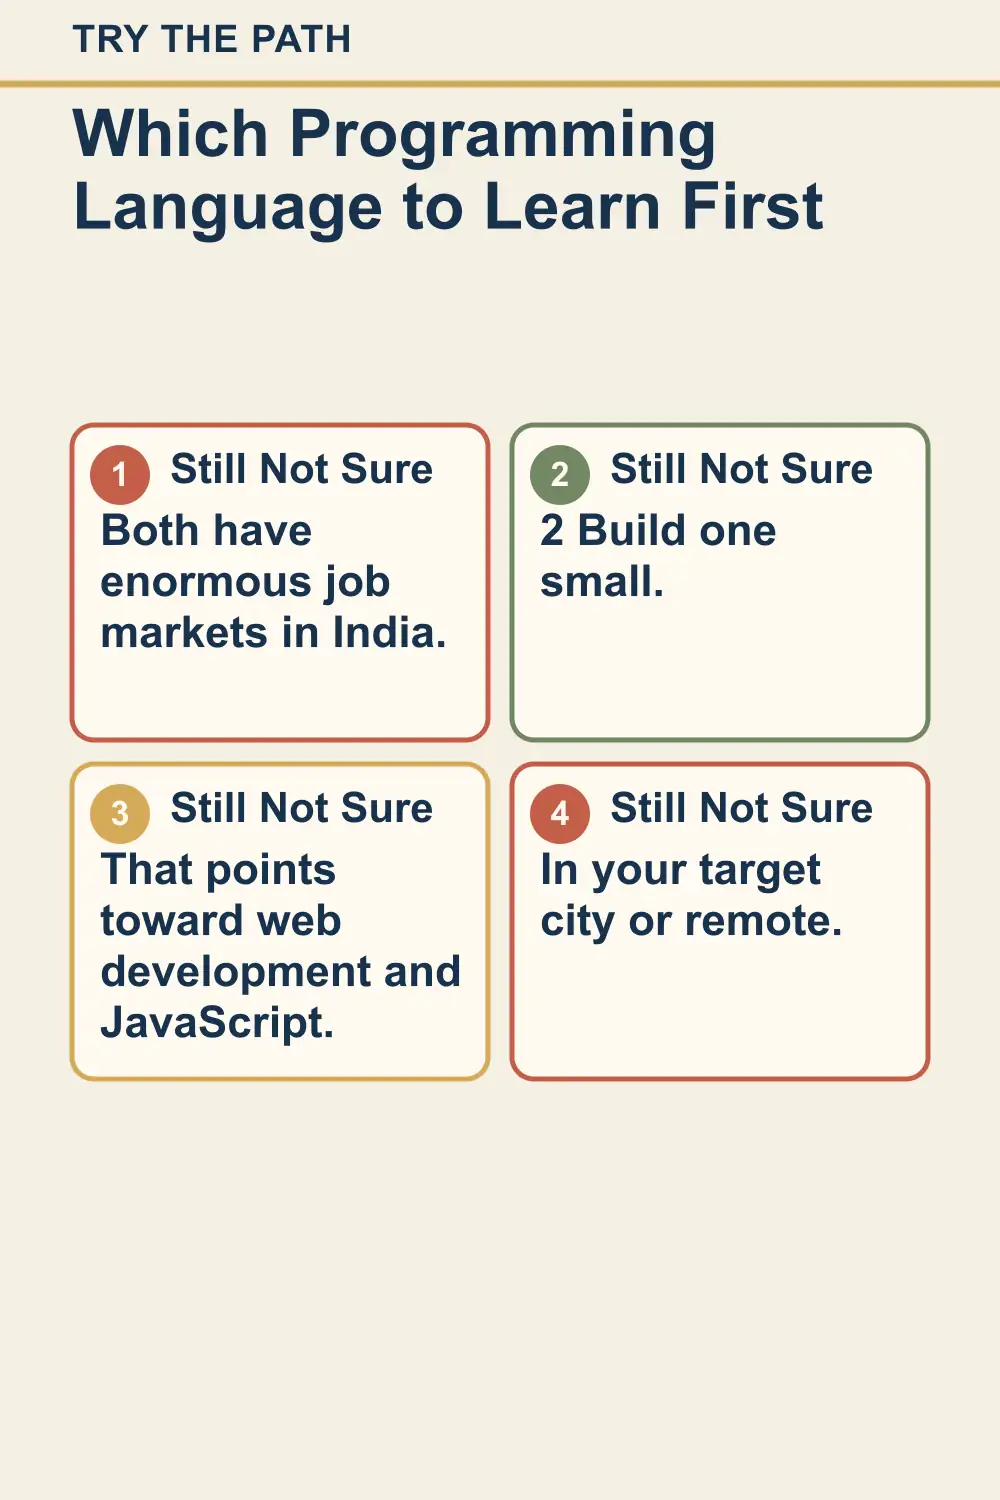 TRY THE PATH
Which Programming
Language to Learn First
1 Still Not Sure
Both have
enormous job
markets in India.
2 Still Not Sure
2 Build one
small.
3 Still Not Sure
That points
toward web
development and
JavaScript.
4 Still Not Sure
In your target
city or remote.